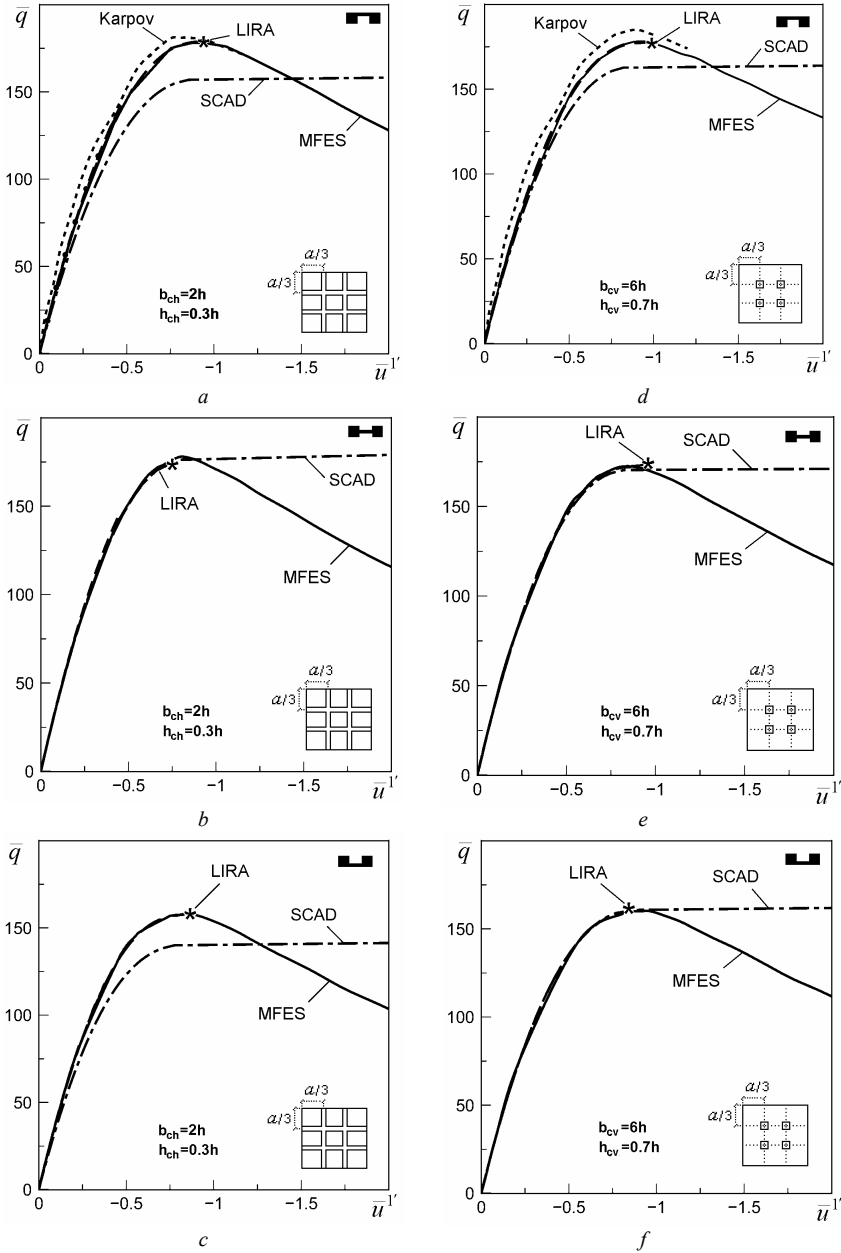 q̅
Karpov
LIRA
SCAD
MFES
150
100
50
0
a/3
a/3
b_ch=2h
h_ch=0.3h
0
−0.5
−1
−1.5
u̅^1′
a
q̅
Karpov
LIRA
SCAD
MFES
150
100
50
0
a/3
a/3
b_cv=6h
h_cv=0.7h
0
−0.5
−1
−1.5
u̅^1′
d
q̅
LIRA
SCAD
MFES
150
100
50
0
a/3
a/3
b_ch=2h
h_ch=0.3h
0
−0.5
−1
−1.5
u̅^1′
b
q̅
LIRA
SCAD
MFES
150
100
50
0
a/3
a/3
b_cv=6h
h_cv=0.7h
0
−0.5
−1
−1.5
u̅^1′
e
q̅
LIRA
SCAD
MFES
150
100
50
0
a/3
a/3
b_ch=2h
h_ch=0.3h
0
−0.5
−1
−1.5
u̅^1′
c
q̅
LIRA
SCAD
MFES
150
100
50
0
a/3
a/3
b_cv=6h
h_cv=0.7h
0
−0.5
−1
−1.5
u̅^1′
f